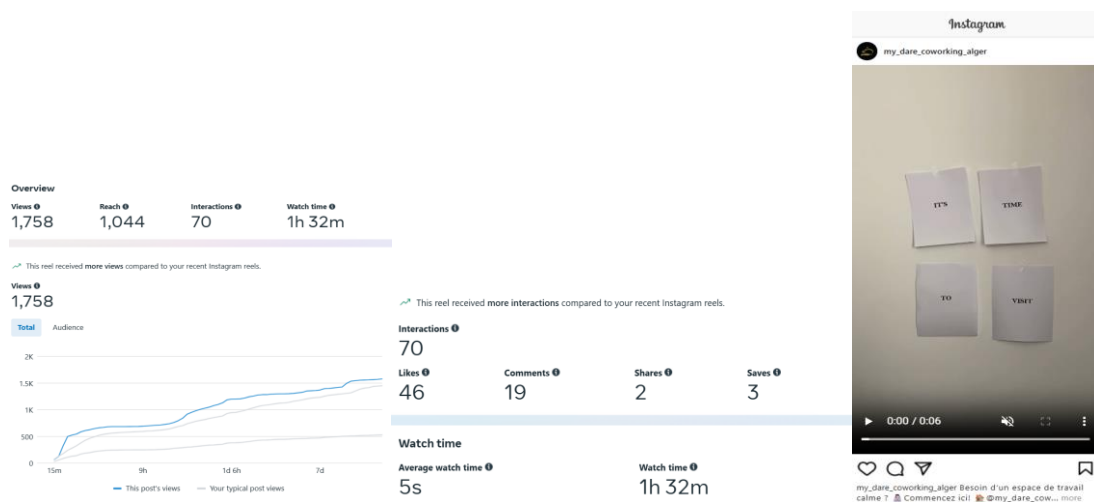 Overview
Views Reach Interactions Watch time
1,758 1,044 70 1h 32m
This reel received more views compared to your recent Instagram reels.
Views
1,758
Total Audience
2K
1.5K
1K
500
0
15m 9h 1d 6h 7d
This post's views Your typical post views
This reel received more interactions compared to your recent Instagram reels.
Interactions
70
Likes Comments Shares Saves
46 19 2 3
Watch time
Average watch time Watch time
5s 1h 32m
Instagram
my_dare_coworking_alger
IT'S TIME
TO VISIT
0:00 / 0:06
my_dare_coworking_alger Besoin d'un espace de travail
calme ? Commencez ici! @my_dare_cow... more